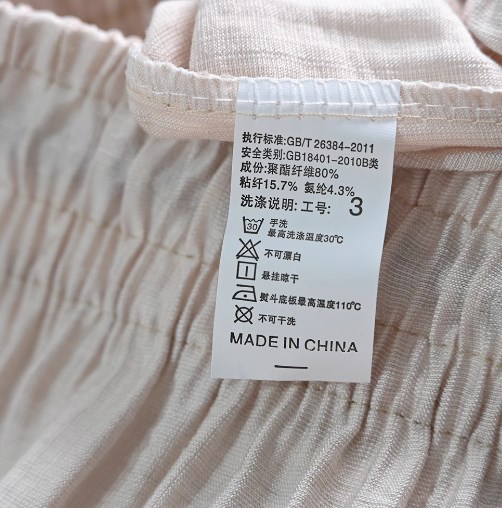 执行标准:GB/T 26384-2011
安全类别:GB18401-2010B类
成份:聚酯纤维80%
粘纤15.7% 氨纶4.3%
洗涤说明: 工号: 3
30 手洗
最高洗涤温度30℃
不可漂白
悬挂晾干
熨斗底板最高温度110℃
不可干洗
MADE IN CHINA